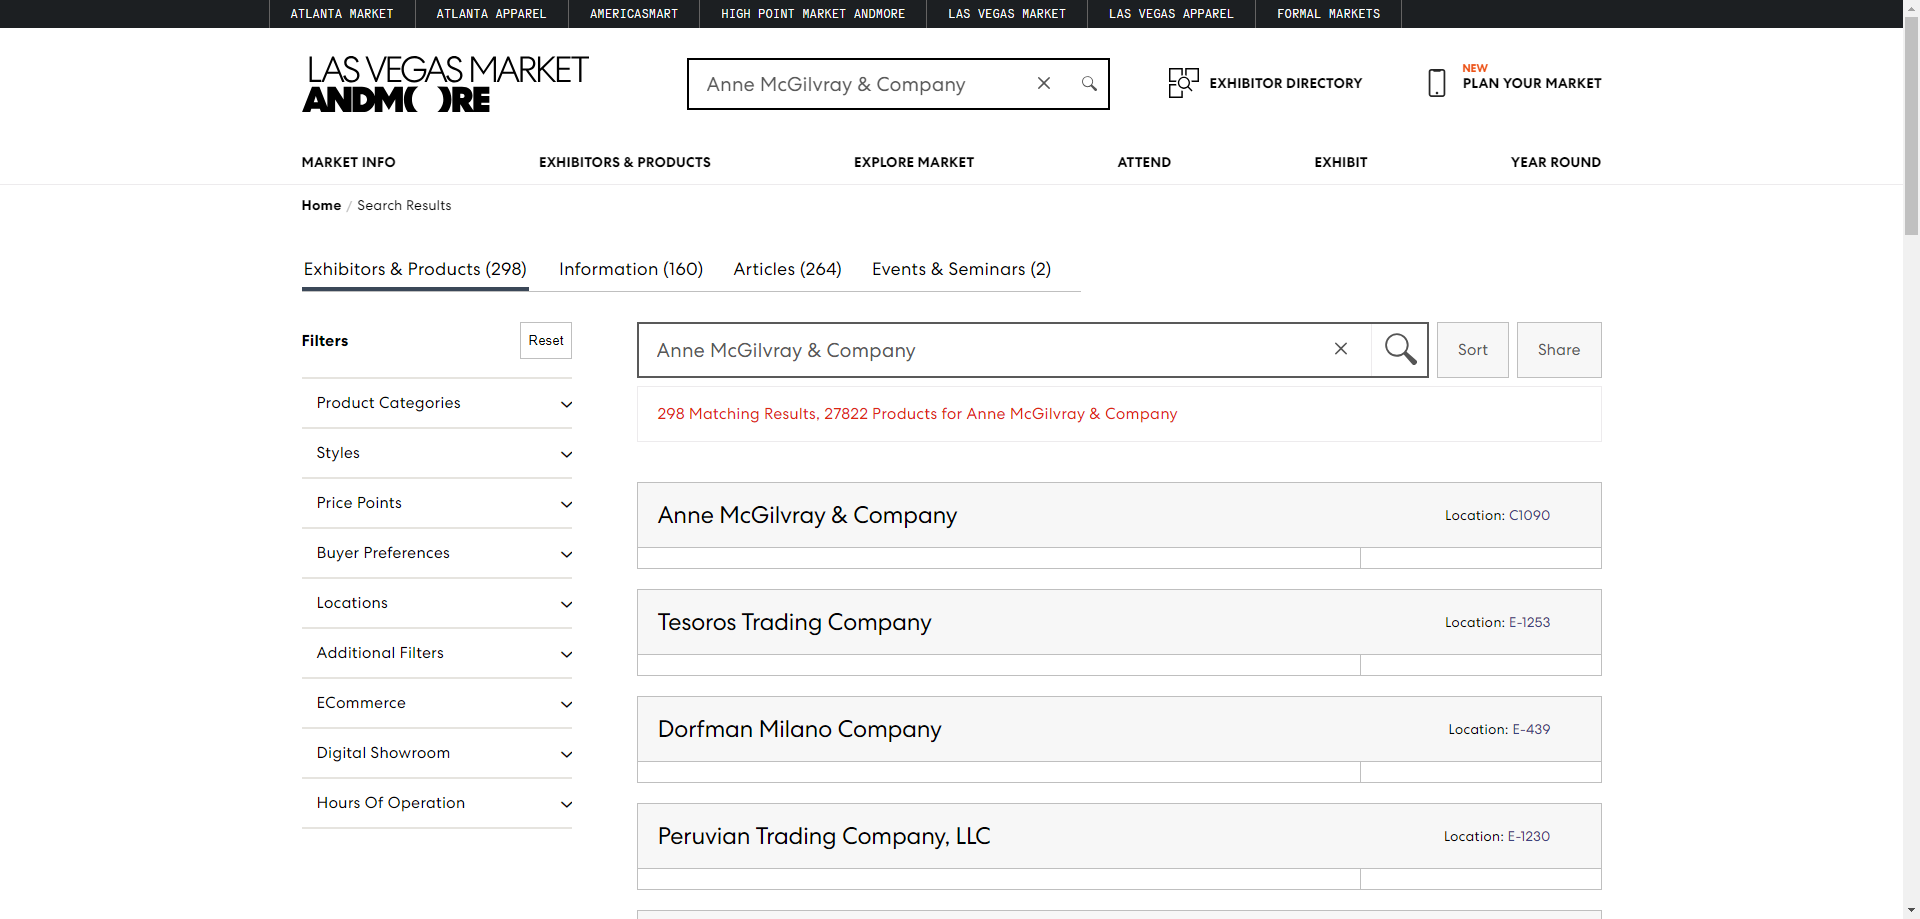 ATLANTA MARKET ATLANTA APPAREL AMERICASMART HIGH POINT MARKET ANDMORE LAS VEGAS MARKET LAS VEGAS APPAREL FORMAL MARKETS
LAS VEGAS MARKET
ANDMORE
Anne McGilvray & Company
EXHIBITOR DIRECTORY
NEW
PLAN YOUR MARKET
MARKET INFO EXHIBITORS & PRODUCTS EXPLORE MARKET ATTEND EXHIBIT YEAR ROUND
Home / Search Results
Exhibitors & Products (298) Information (160) Articles (264) Events & Seminars (2)
Filters
Reset
Product Categories
Styles
Price Points
Buyer Preferences
Locations
Additional Filters
ECommerce
Digital Showroom
Hours Of Operation
Anne McGilvray & Company
Sort
Share
298 Matching Results, 27822 Products for Anne McGilvray & Company
Anne McGilvray & Company Location: C1090
Tesoros Trading Company Location: E-1253
Dorfman Milano Company Location: E-439
Peruvian Trading Company, LLC Location: E-1230